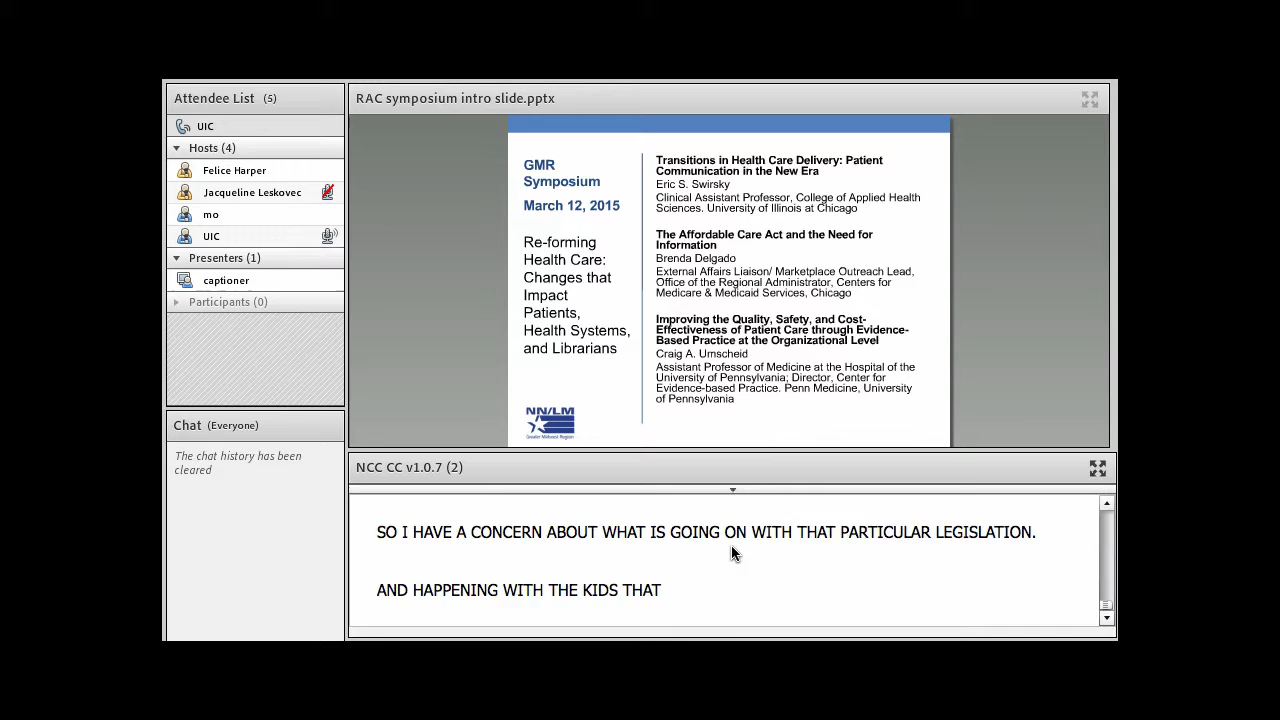 Attendee List (5)
UIC
Hosts (4)
Felice Harper
Jacqueline Leskovec
mo
UIC
Presenters (1)
captioner
Participants (0)
Chat (Everyone)
The chat history has been
cleared
RAC symposium intro slide.pptx
GMR
Symposium
March 12, 2015
Re-forming
Health Care:
Changes that
Impact
Patients,
Health Systems,
and Librarians
NN/LM
Greater Midwest Region
Transitions in Health Care Delivery: Patient
Communication in the New Era
Eric S. Swirsky
Clinical Assistant Professor, College of Applied Health
Sciences. University of Illinois at Chicago
The Affordable Care Act and the Need for
Information
Brenda Delgado
External Affairs Liaison/ Marketplace Outreach Lead,
Office of the Regional Administrator, Centers for
Medicare & Medicaid Services, Chicago
Improving the Quality, Safety, and Cost-
Effectiveness of Patient Care through Evidence-
Based Practice at the Organizational Level
Craig A. Umscheid
Assistant Professor of Medicine at the Hospital of the
University of Pennsylvania; Director, Center for
Evidence-based Practice. Penn Medicine, University
of Pennsylvania
NCC CC v1.0.7 (2)
SO I HAVE A CONCERN ABOUT WHAT IS GOING ON WITH THAT PARTICULAR LEGISLATION.
AND HAPPENING WITH THE KIDS THAT